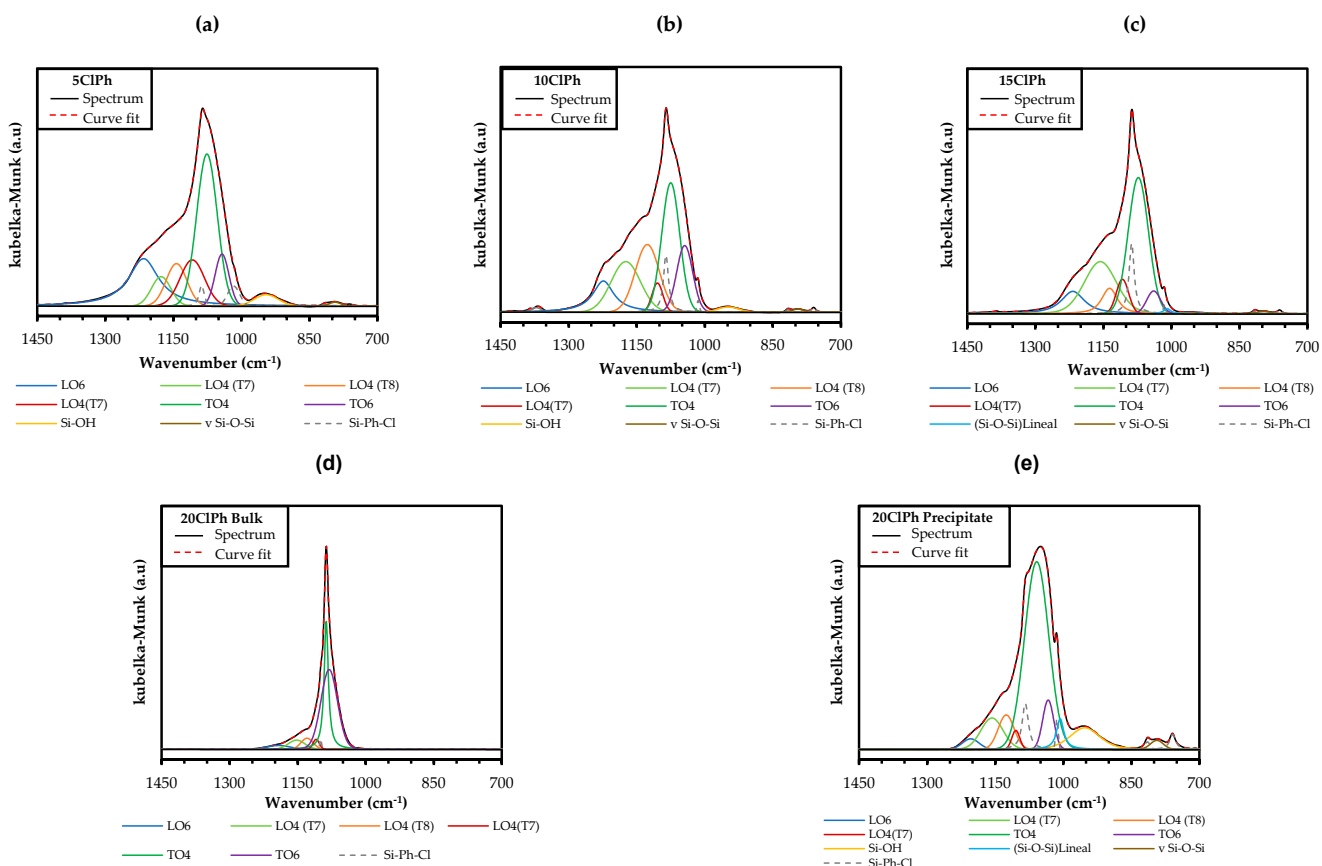 (a)
(b)
(c)
5ClPh
Spectrum
Curve fit
kubelka-Munk (a.u)
1450 1300 1150 1000 850 700
Wavenumber (cm-1)
LO6 LO4 (T7) LO4 (T8)
LO4(T7) TO4 TO6
Si-OH v Si-O-Si Si-Ph-Cl
10ClPh
Spectrum
Curve fit
kubelka-Munk (a.u)
1450 1300 1150 1000 850 700
Wavenumber (cm-1)
LO6 LO4 (T7) LO4 (T8)
LO4(T7) TO4 TO6
Si-OH v Si-O-Si Si-Ph-Cl
15ClPh
Spectrum
Curve fit
kubelka-Munk (a.u)
1450 1300 1150 1000 850 700
Wavenumber (cm-1)
LO6 LO4 (T7) LO4 (T8)
LO4(T7) TO4 TO6
(Si-O-Si)Lineal v Si-O-Si Si-Ph-Cl
(d)
(e)
20ClPh Bulk
Spectrum
Curve fit
kubelka-Munk (a.u)
1450 1300 1150 1000 850 700
Wavenumber (cm-1)
LO6 LO4 (T7) LO4 (T8) LO4(T7)
TO4 TO6 Si-Ph-Cl
20ClPh Precipitate
Spectrum
Curve fit
kubelka-Munk (a.u)
1450 1300 1150 1000 850 700
Wavenumber (cm-1)
LO6 LO4 (T7) LO4 (T8)
LO4(T7) TO4 TO6
Si-OH (Si-O-Si)Lineal v Si-O-Si
Si-Ph-Cl